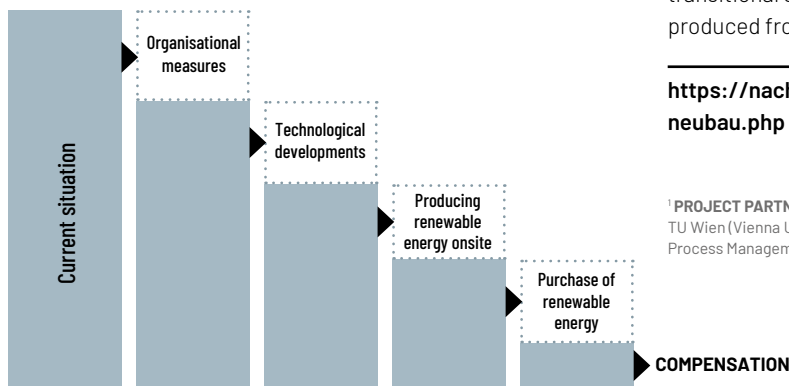 Current situation
Organisational
measures
Technological
developments
Producing
renewable
energy onsite
Purchase of
renewable
energy
COMPENSATION
produced
https://nach
neubau.php
¹ PROJECT PARTN
TU Wien (Vienna U
Process Managem